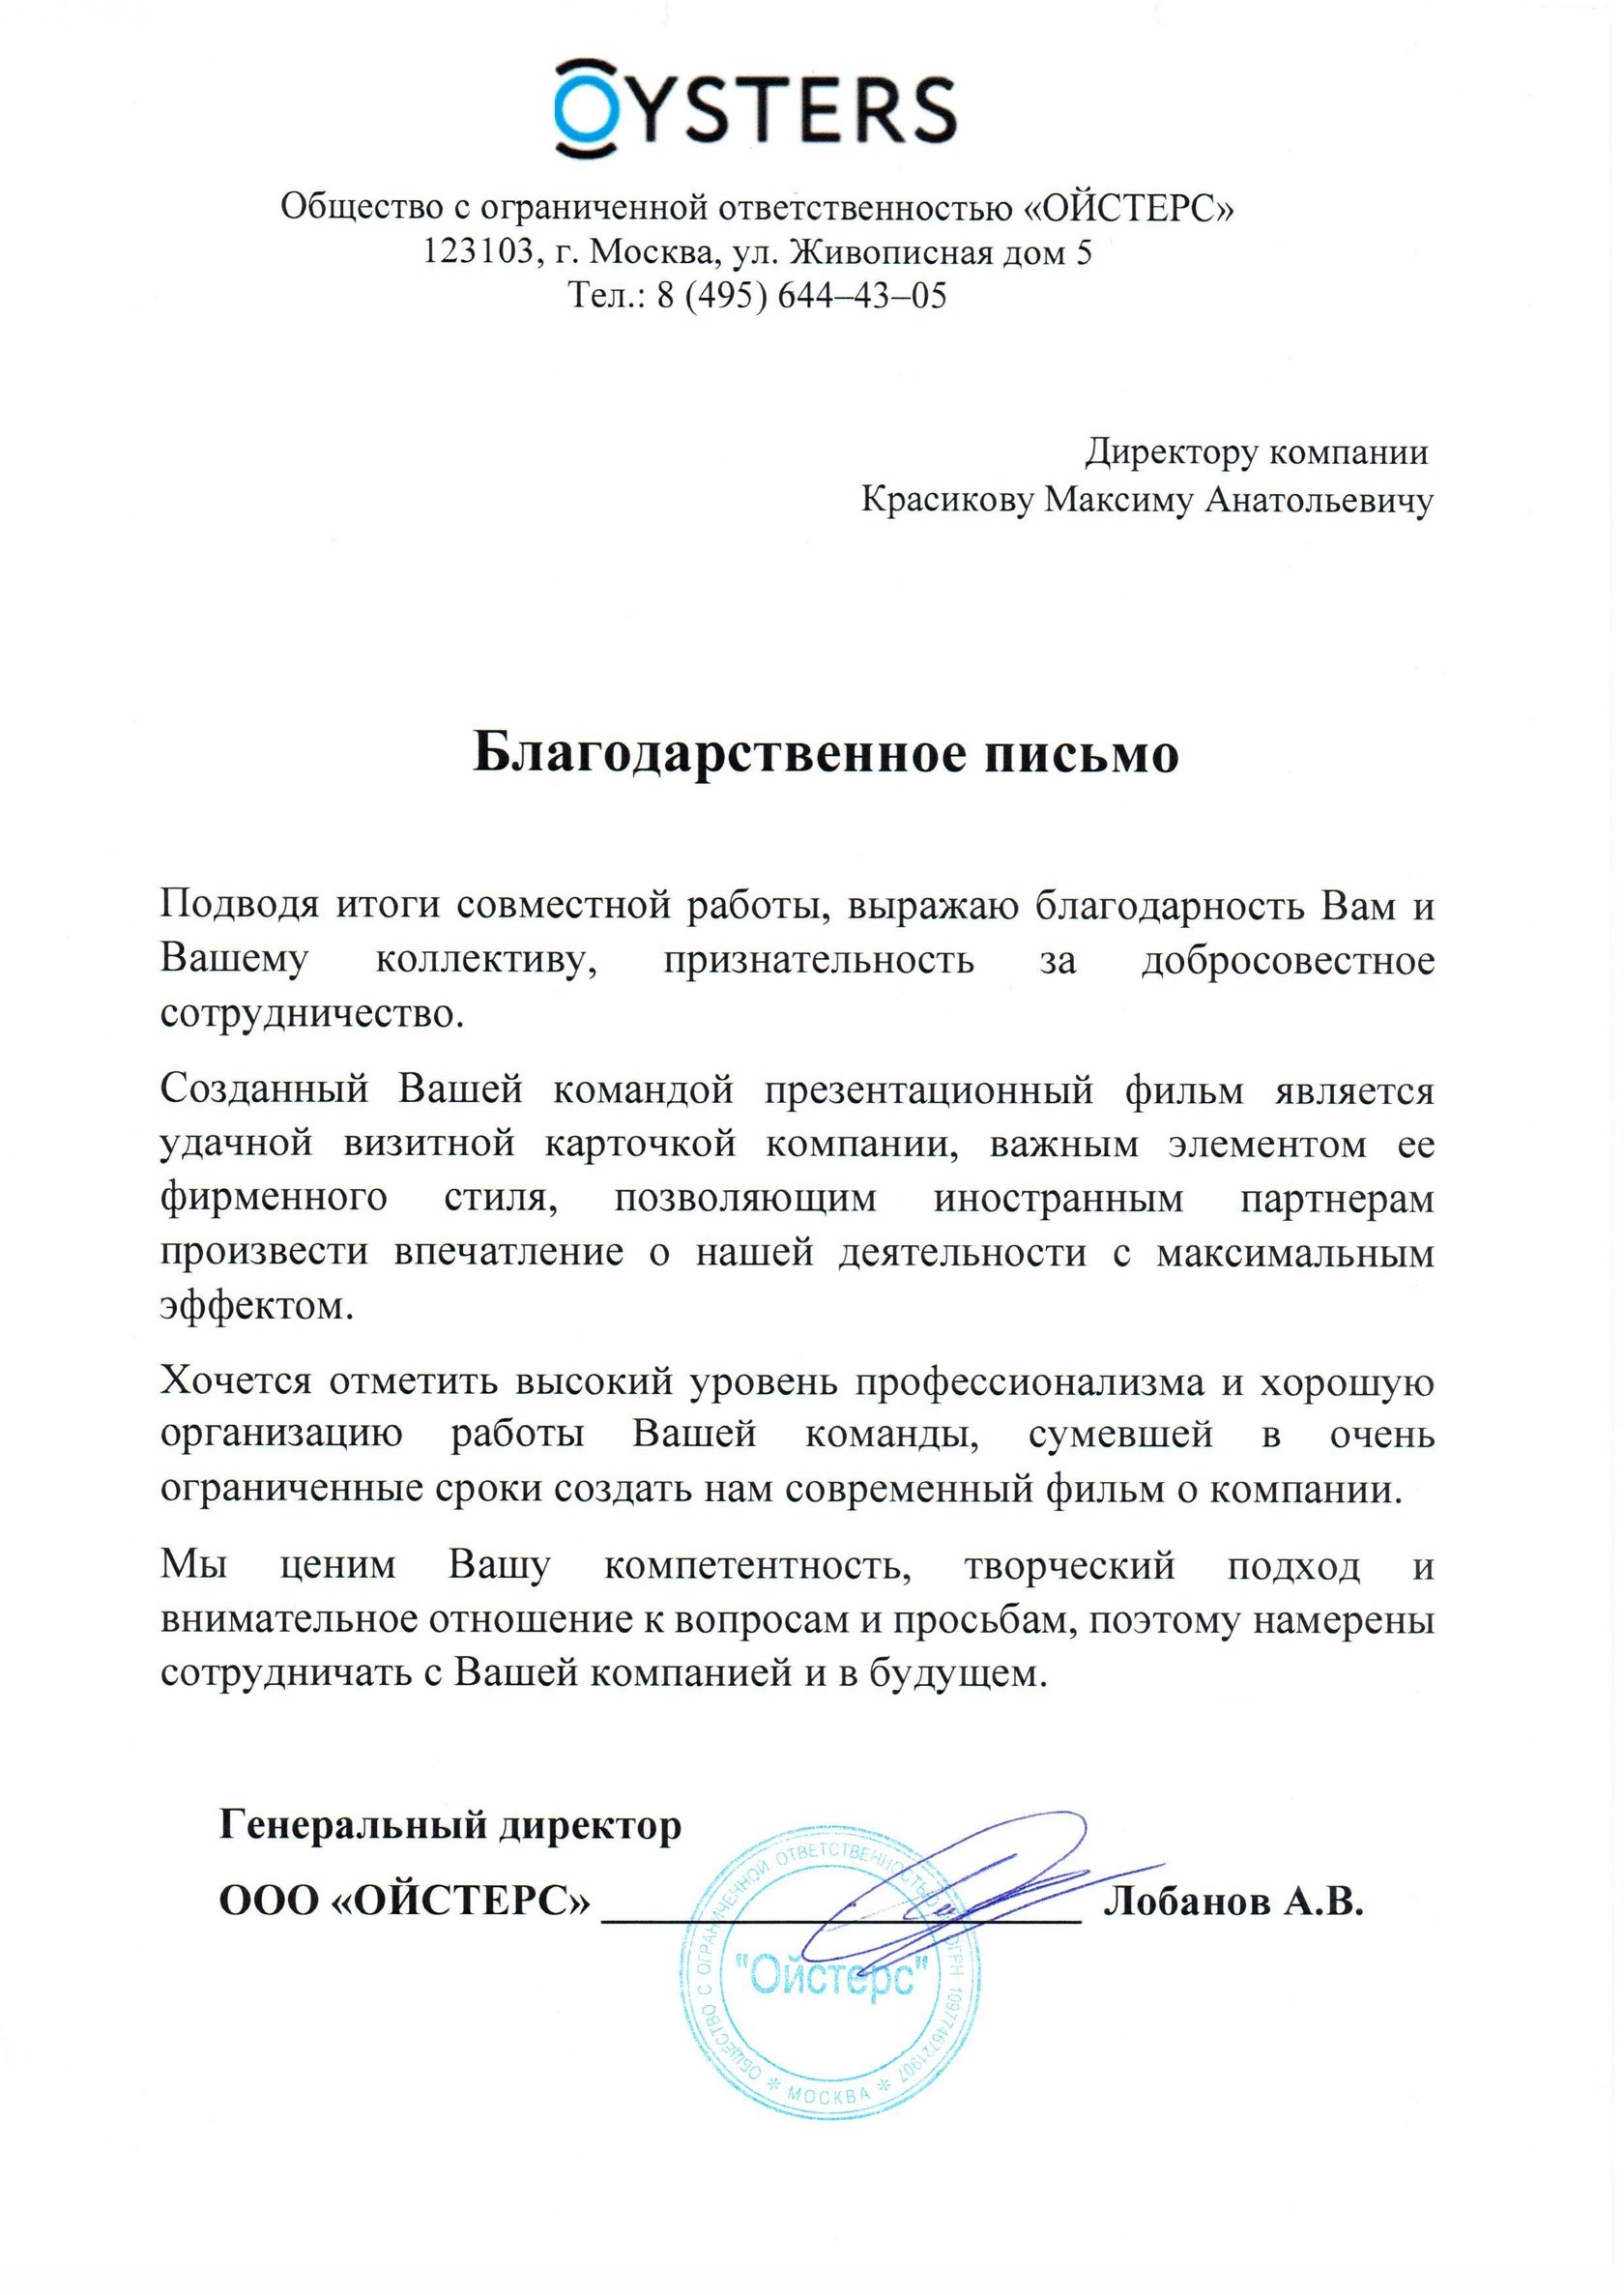 OYSTERS
Общество с ограниченной ответственностью «ОЙСТЕРС»
123103, г. Москва, ул. Живописная дом 5
Тел.: 8 (495) 644–43–05
Директору компании
Красикову Максиму Анатольевичу
Благодарственное письмо
Подводя итоги совместной работы, выражаю благодарность Вам и
Вашему коллективу, признательность за добросовестное
сотрудничество.
Созданный Вашей командой презентационный фильм является
удачной визитной карточкой компании, важным элементом ее
фирменного стиля, позволяющим иностранным партнерам
произвести впечатление о нашей деятельности с максимальным
эффектом.
Хочется отметить высокий уровень профессионализма и хорошую
организацию работы Вашей команды, сумевшей в очень
ограниченные сроки создать нам современный фильм о компании.
Мы ценим Вашу компетентность, творческий подход и
внимательное отношение к вопросам и просьбам, поэтому намерены
сотрудничать с Вашей компанией и в будущем.
Генеральный директор
ООО «ОЙСТЕРС» Лобанов А.В.
ОБЩЕСТВО С ОГРАНИЧЕННОЙ ОТВЕТСТВЕННОСТЬЮ ОГРН 1097746721907
"Ойстерс"
* МОСКВА *